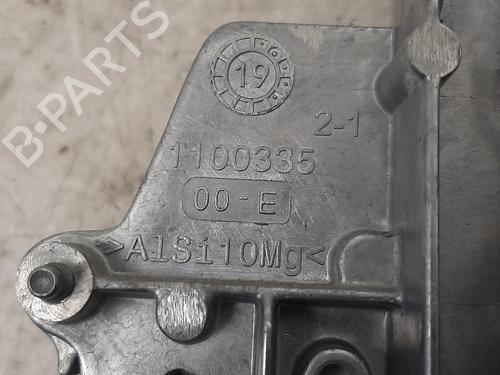 19
2-1
1100335
00-E
>AlSi10Mg<
B-PARTS